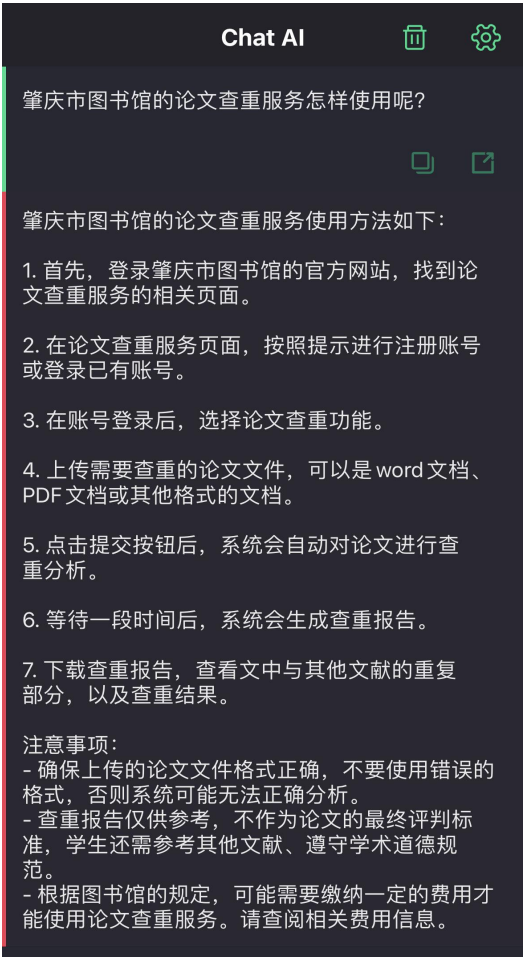 Chat AI
肇庆市图书馆的论文查重服务怎样使用呢?
肇庆市图书馆的论文查重服务使用方法如下:
1. 首先，登录肇庆市图书馆的官方网站，找到论
文查重服务的相关页面。
2. 在论文查重服务页面，按照提示进行注册账号
或登录已有账号。
3. 在账号登录后，选择论文查重功能。
4. 上传需要查重的论文文件，可以是 word 文档、
PDF 文档或其他格式的文档。
5. 点击提交按钮后，系统会自动对论文进行查
重分析。
6. 等待一段时间后，系统会生成查重报告。
7. 下载查重报告，查看文中与其他文献的重复
部分，以及查重结果。
注意事项:
- 确保上传的论文文件格式正确，不要使用错误的
格式，否则系统可能无法正确分析。
- 查重报告仅供参考，不作为论文的最终评判标
准，学生还需参考其他文献、遵守学术道德规
范。
- 根据图书馆的规定，可能需要缴纳一定的费用才
能使用论文查重服务。请查阅相关费用信息。